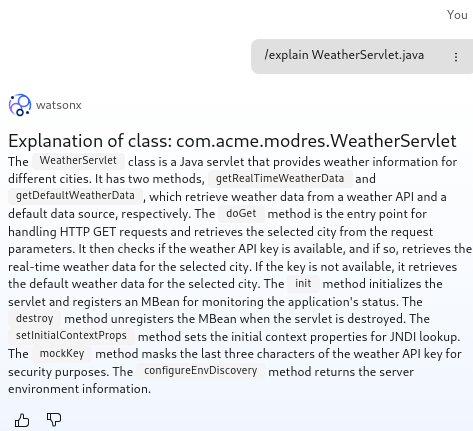 You
/explain WeatherServlet.java
watsonx
Explanation of class: com.acme.modres.WeatherServlet
The WeatherServlet class is a Java servlet that provides weather information for
different cities. It has two methods, getRealTimeWeatherData and
getDefaultWeatherData , which retrieve weather data from a weather API and a
default data source, respectively. The doGet method is the entry point for
handling HTTP GET requests and retrieves the selected city from the request
parameters. It then checks if the weather API key is available, and if so, retrieves the
real-time weather data for the selected city. If the key is not available, it retrieves
the default weather data for the selected city. The init method initializes the
servlet and registers an MBean for monitoring the application's status. The
destroy method unregisters the MBean when the servlet is destroyed. The
setInitialContextProps method sets the initial context properties for JNDI lookup.
The mockKey method masks the last three characters of the weather API key for
security purposes. The configureEnvDiscovery method returns the server
environment information.